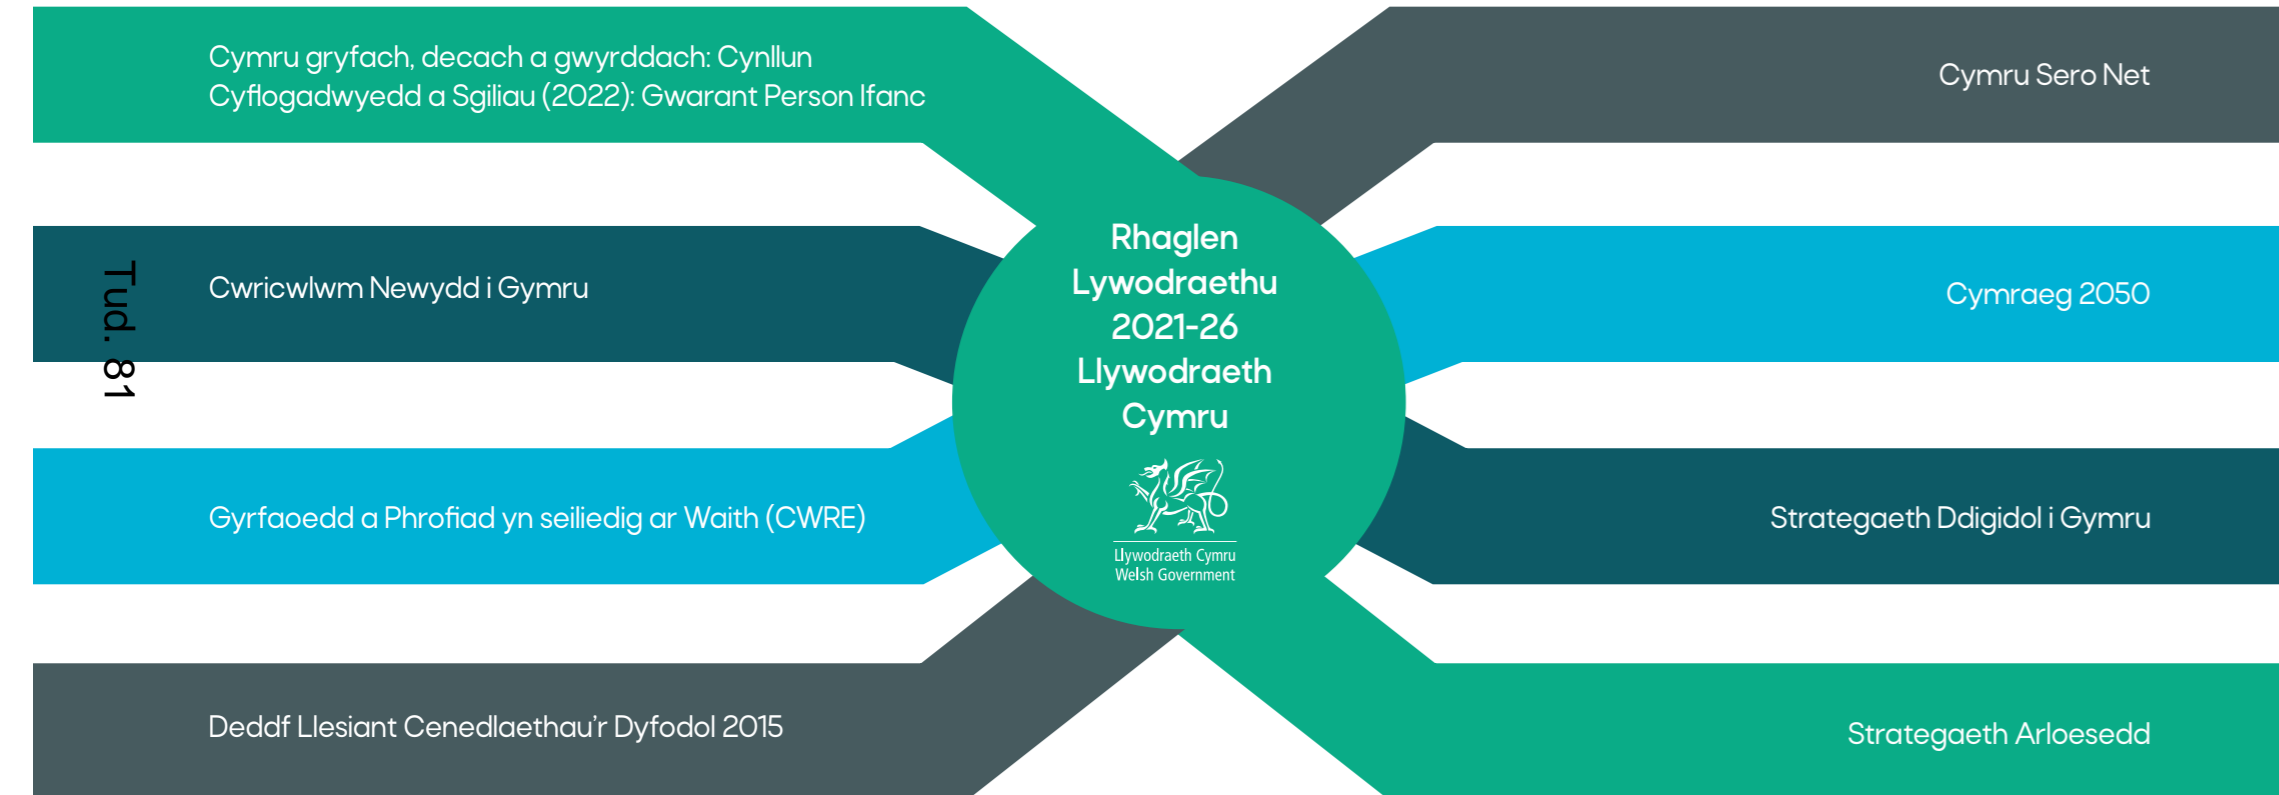 Cymru gryfach, decach a gwyrddach: Cynllun
Cyflogadwyedd a Sgiliau (2022): Gwarant Person Ifanc
Cwricwlwm Newydd i Gymru
Gyrfaoedd a Phrofiad yn seiliedig ar Waith (CWRE)
Deddf Llesiant Cenedlaethau’r Dyfodol 2015
Rhaglen
Lywodraethu
2021-26
Llywodraeth
Cymru
Llywodraeth Cymru
Welsh Government
Cymru Sero Net
Cymraeg 2050
Strategaeth Ddigidol i Gymru
Strategaeth Arloesedd
Tud. 81